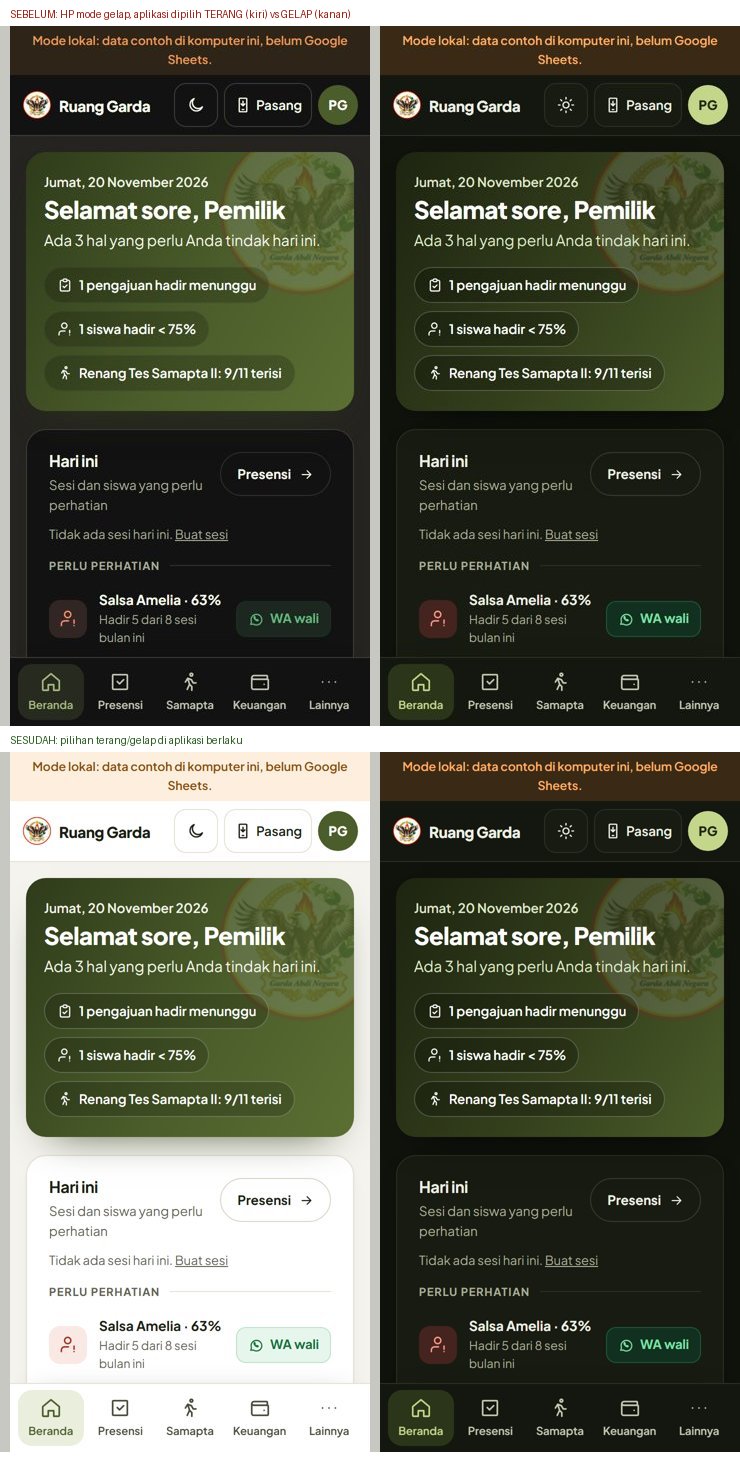 SEBELUM: HP mode gelap, aplikasi dipilih TERANG (kiri) vs GELAP (kanan)
Mode lokal: data contoh di komputer ini, belum Google
Sheets.
Ruang Garda
Pasang
PG
Jumat, 20 November 2026
Selamat sore, Pemilik
Ada 3 hal yang perlu Anda tindak hari ini.
Garda Abdi Negara
1 pengajuan hadir menunggu
1 siswa hadir < 75%
Renang Tes Samapta II: 9/11 terisi
Hari ini
Sesi dan siswa yang perlu
perhatian
Presensi →
Tidak ada sesi hari ini. Buat sesi
PERLU PERHATIAN
Salsa Amelia · 63%
Hadir 5 dari 8 sesi
bulan ini
WA wali
Beranda
Presensi
Samapta
Keuangan
Lainnya
Mode lokal: data contoh di komputer ini, belum Google
Sheets.
Ruang Garda
Pasang
PG
Jumat, 20 November 2026
Selamat sore, Pemilik
Ada 3 hal yang perlu Anda tindak hari ini.
Garda Abdi Negara
1 pengajuan hadir menunggu
1 siswa hadir < 75%
Renang Tes Samapta II: 9/11 terisi
Hari ini
Sesi dan siswa yang perlu
perhatian
Presensi →
Tidak ada sesi hari ini. Buat sesi
PERLU PERHATIAN
Salsa Amelia · 63%
Hadir 5 dari 8 sesi
bulan ini
WA wali
Beranda
Presensi
Samapta
Keuangan
Lainnya
SESUDAH: pilihan terang/gelap di aplikasi berlaku
Mode lokal: data contoh di komputer ini, belum Google
Sheets.
Ruang Garda
Pasang
PG
Jumat, 20 November 2026
Selamat sore, Pemilik
Ada 3 hal yang perlu Anda tindak hari ini.
Garda Abdi Negara
1 pengajuan hadir menunggu
1 siswa hadir < 75%
Renang Tes Samapta II: 9/11 terisi
Hari ini
Sesi dan siswa yang perlu
perhatian
Presensi →
Tidak ada sesi hari ini. Buat sesi
PERLU PERHATIAN
Salsa Amelia · 63%
Hadir 5 dari 8 sesi
bulan ini
WA wali
Beranda
Presensi
Samapta
Keuangan
Lainnya
Mode lokal: data contoh di komputer ini, belum Google
Sheets.
Ruang Garda
Pasang
PG
Jumat, 20 November 2026
Selamat sore, Pemilik
Ada 3 hal yang perlu Anda tindak hari ini.
Garda Abdi Negara
1 pengajuan hadir menunggu
1 siswa hadir < 75%
Renang Tes Samapta II: 9/11 terisi
Hari ini
Sesi dan siswa yang perlu
perhatian
Presensi →
Tidak ada sesi hari ini. Buat sesi
PERLU PERHATIAN
Salsa Amelia · 63%
Hadir 5 dari 8 sesi
bulan ini
WA wali
Beranda
Presensi
Samapta
Keuangan
Lainnya